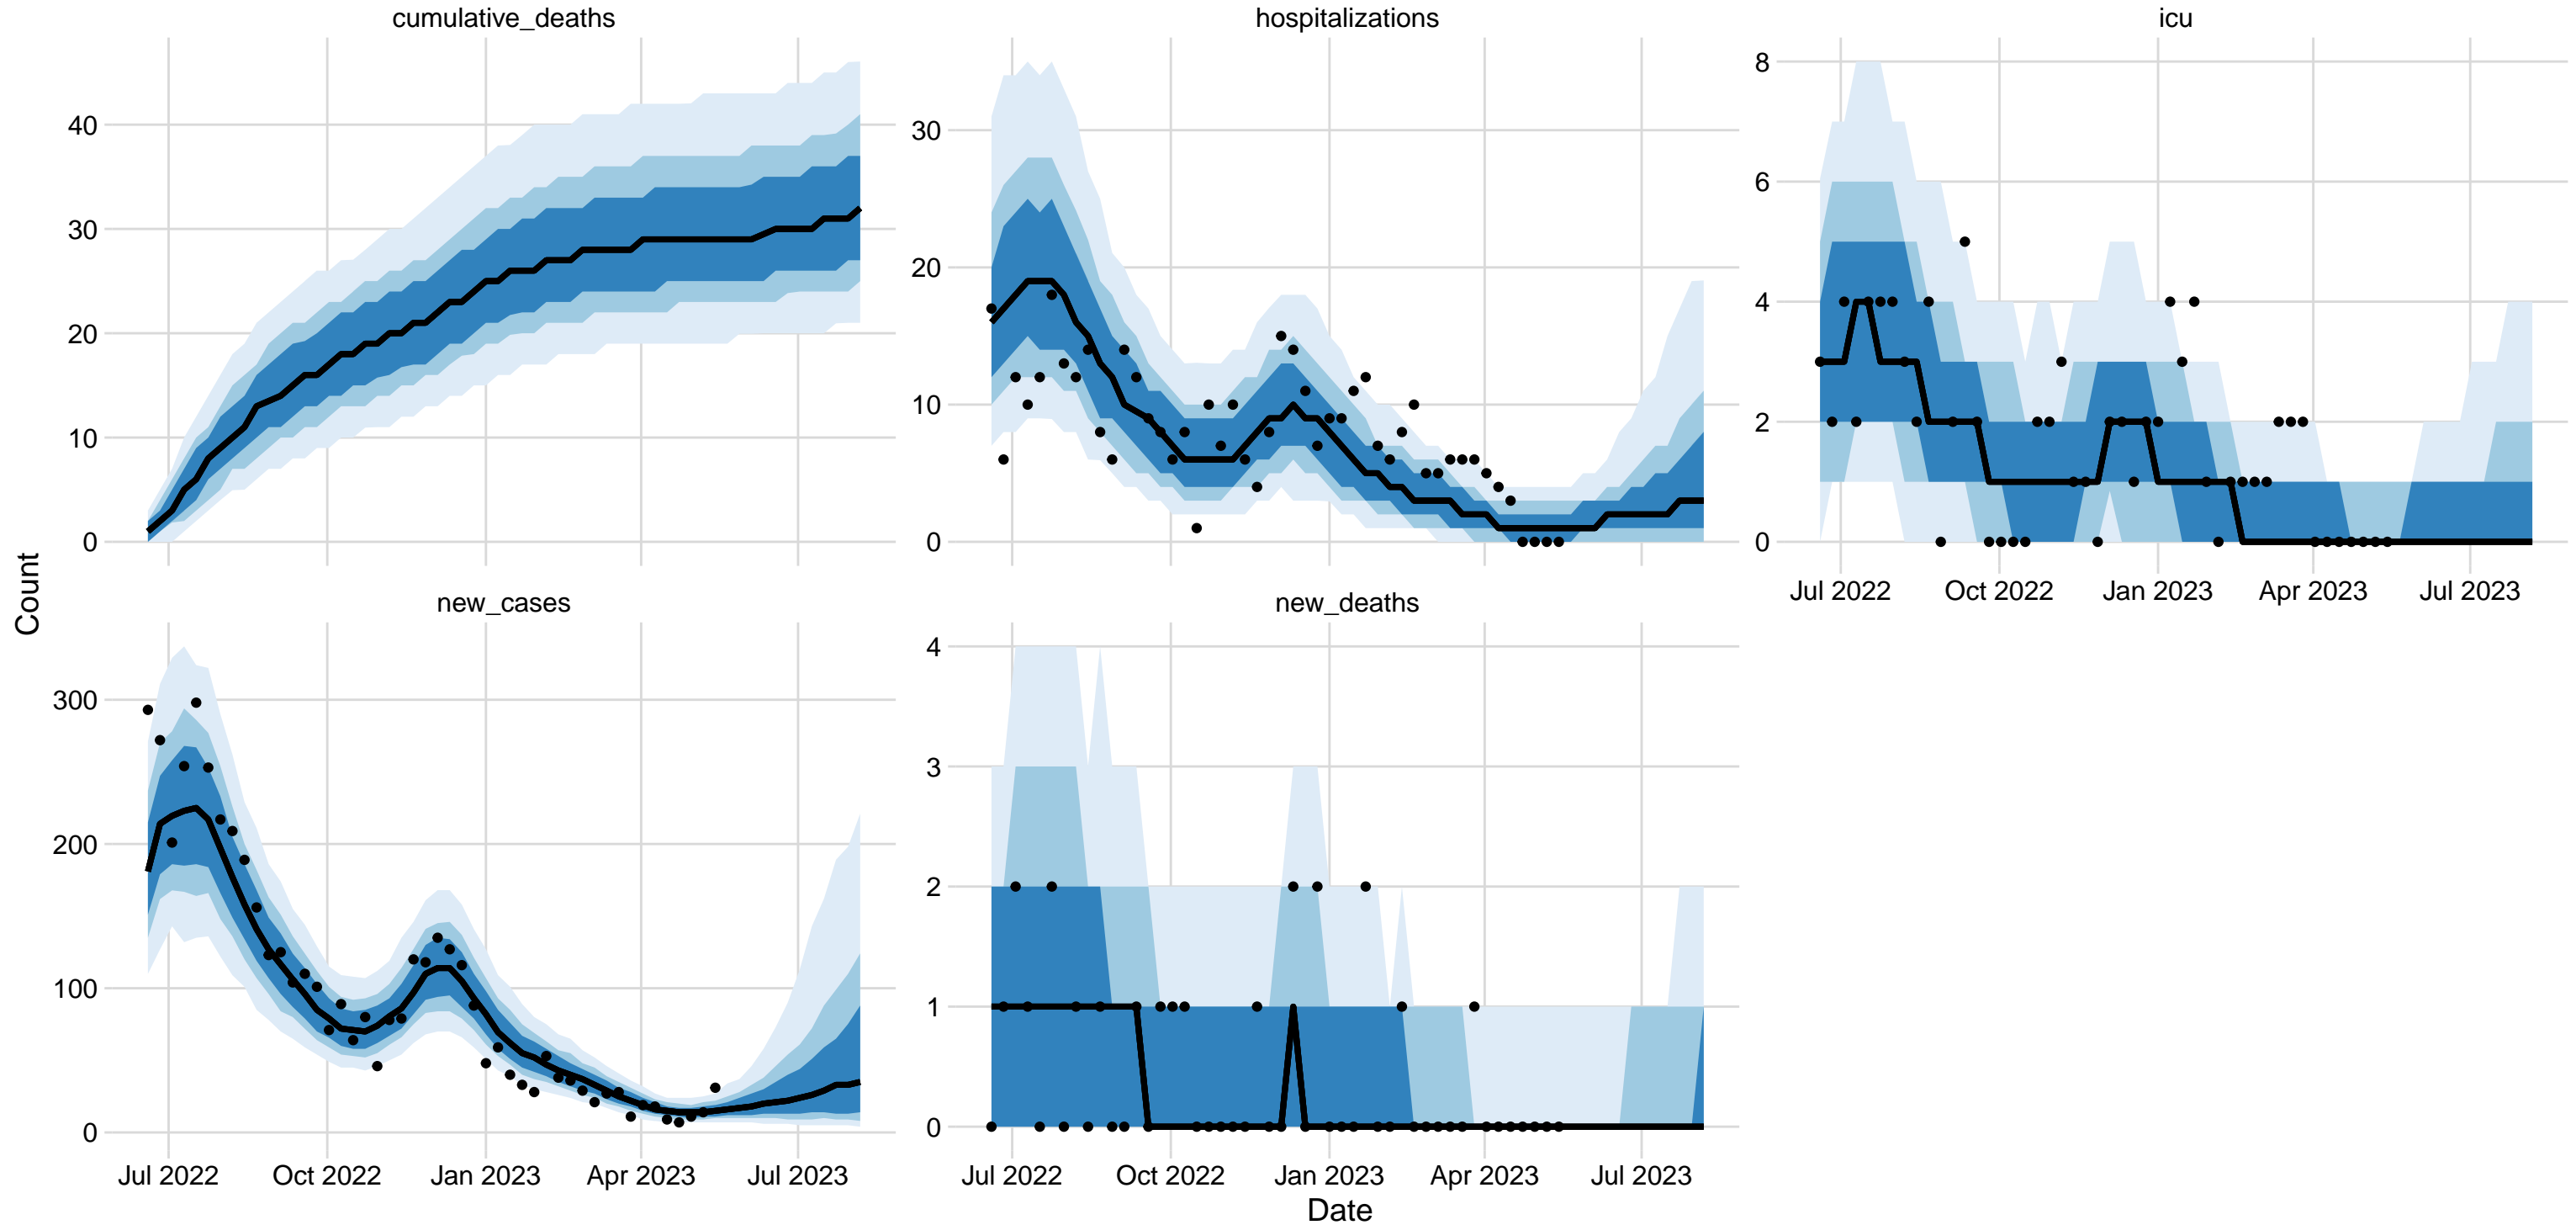 cumulative_deaths
hospitalizations
icu
40
30
20
10
0
30
20
10
0
8
6
4
2
0
Jul 2022 Oct 2022 Jan 2023 Apr 2023 Jul 2023
Count
new_cases
new_deaths
300
200
100
0
4
3
2
1
0
Jul 2022 Oct 2022 Jan 2023 Apr 2023 Jul 2023
Jul 2022 Oct 2022 Jan 2023 Apr 2023 Jul 2023
Date